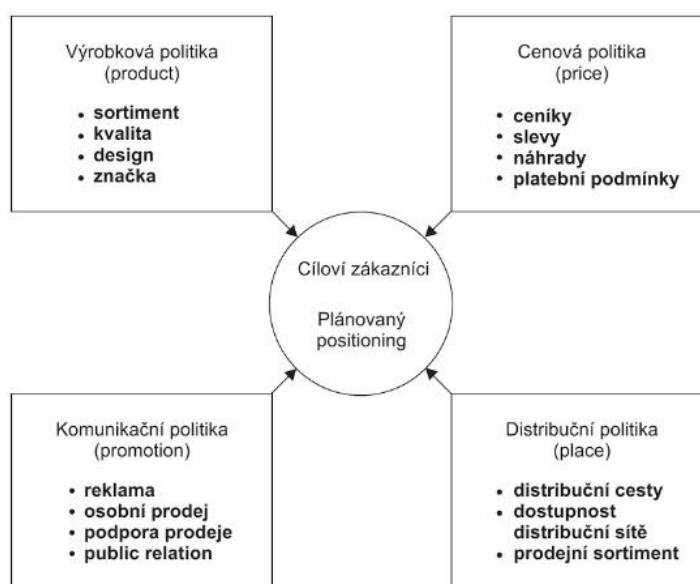 Výrobková politika
(product)
• sortiment
• kvalita
• design
• značka
Cenová politika
(price)
• ceníky
• slevy
• náhrady
• platební podmínky
Cíloví zákazníci
Plánovaný
positioning
Komunikační politika
(promotion)
• reklama
• osobní prodej
• podpora prodeje
• public relation
Distribuční politika
(place)
• distribuční cesty
• dostupnost
distribuční sítě
• prodejní sortiment